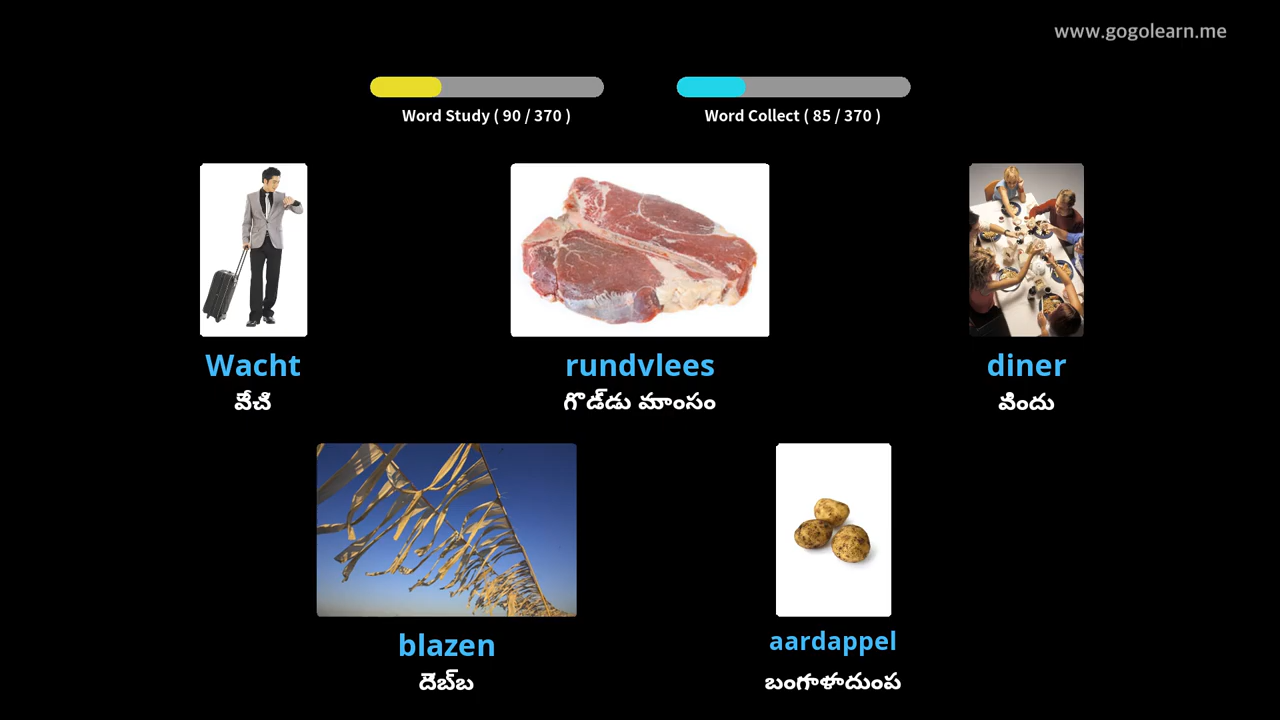 www.gogolearn.me
Word Study ( 90 / 370 )
Word Collect ( 85 / 370 )
Wacht
వేచి
rundvlees
గొడ్డు మాంసం
diner
విందు
blazen
దెబ్బ
aardappel
బంగాళాదుంప